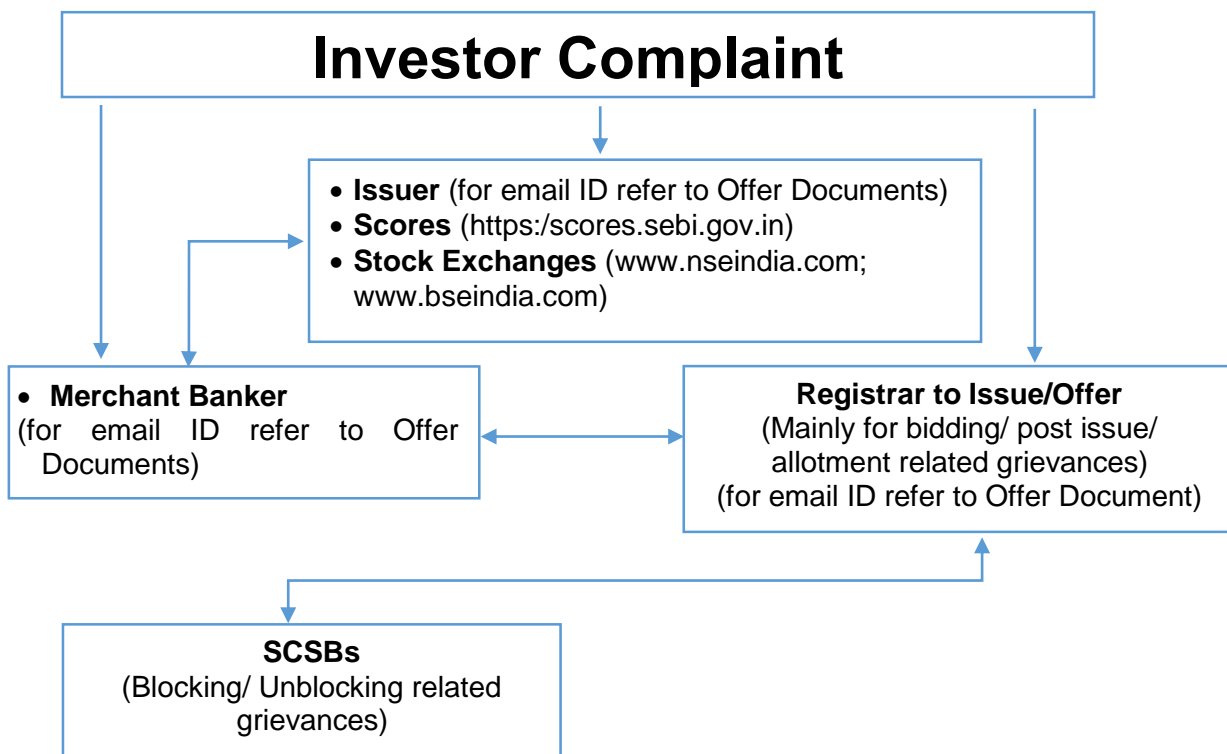 Investor Complaint
• Issuer (for email ID refer to Offer Documents)
• Scores (https:/scores.sebi.gov.in)
• Stock Exchanges (www.nseindia.com;
www.bseindia.com)
• Merchant Banker
(for email ID refer to Offer
Documents)
Registrar to Issue/Offer
(Mainly for bidding/ post issue/
allotment related grievances)
(for email ID refer to Offer Document)
SCSBs
(Blocking/ Unblocking related
grievances)